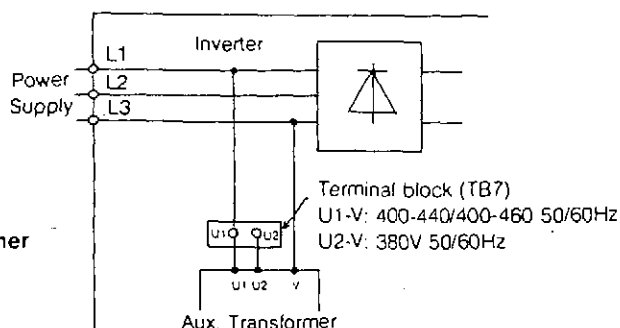 Inverter
L1
L2
L3
Power
Supply
Terminal block (TB7)
U1-V: 400-440/400-460 50/60Hz
U2-V: 380V 50/60Hz
U1 U2
U1 U2 V
Aux. Transformer